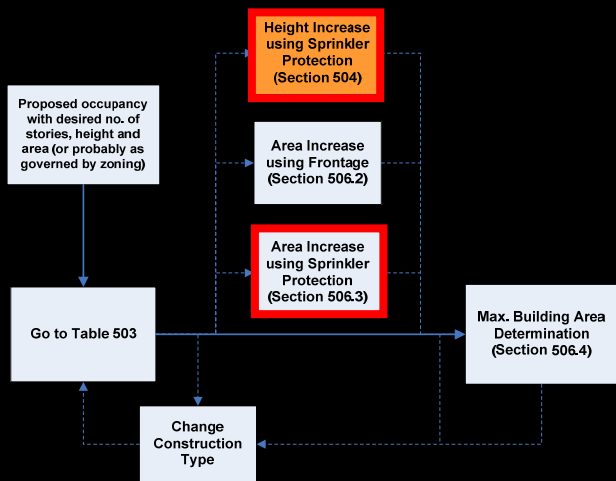 Height Increase
using Sprinkler
Protection
(Section 504)
Proposed occupancy
with desired no. of
stories, height and
area (or probably as
governed by zoning)
Area Increase
using Frontage
(Section 506.2)
Area Increase
using Sprinkler
Protection
(Section 506.3)
Go to Table 503
Max. Building Area
Determination
(Section 506.4)
Change
Construction
Type